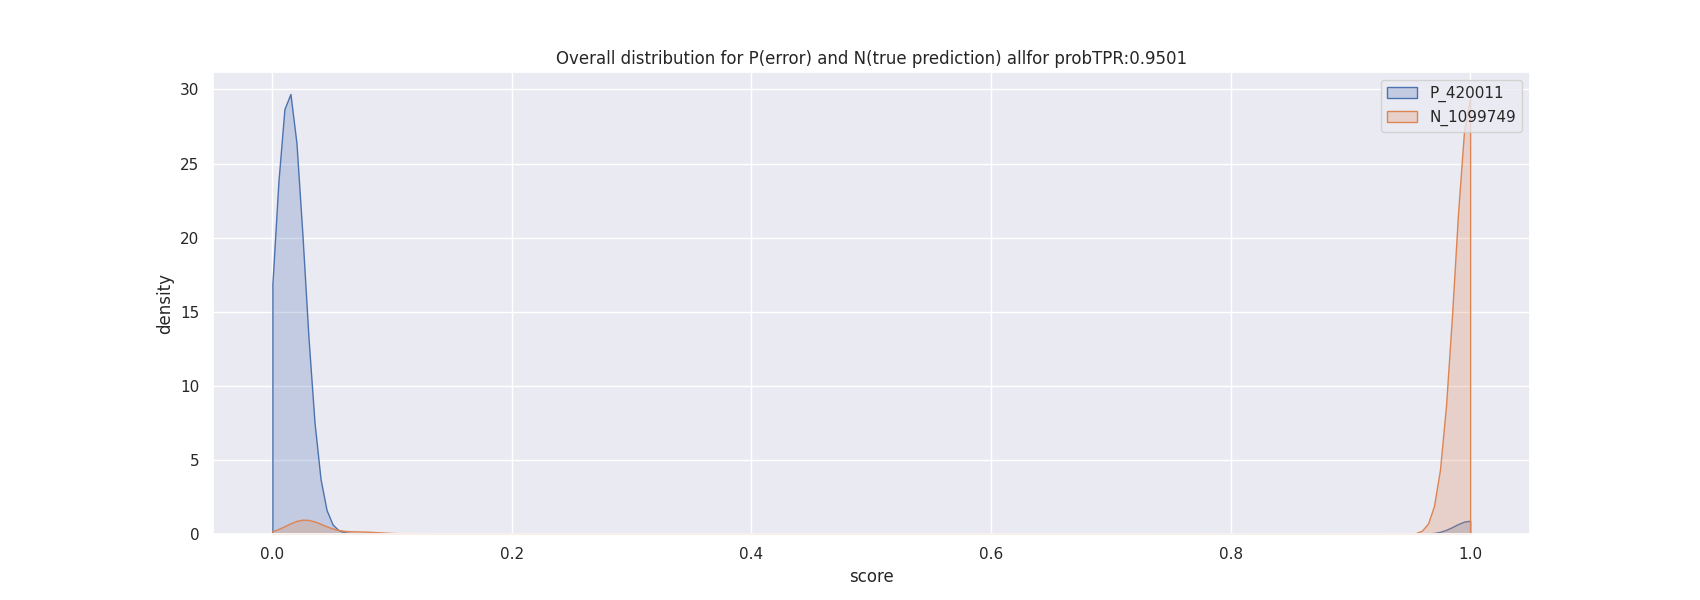 Overall distribution for P(error) and N(true prediction) allfor probTPR:0.9501
P_420011
N_1099749
density
30
25
20
15
10
5
0
0.0 0.2 0.4 0.6 0.8 1.0
score